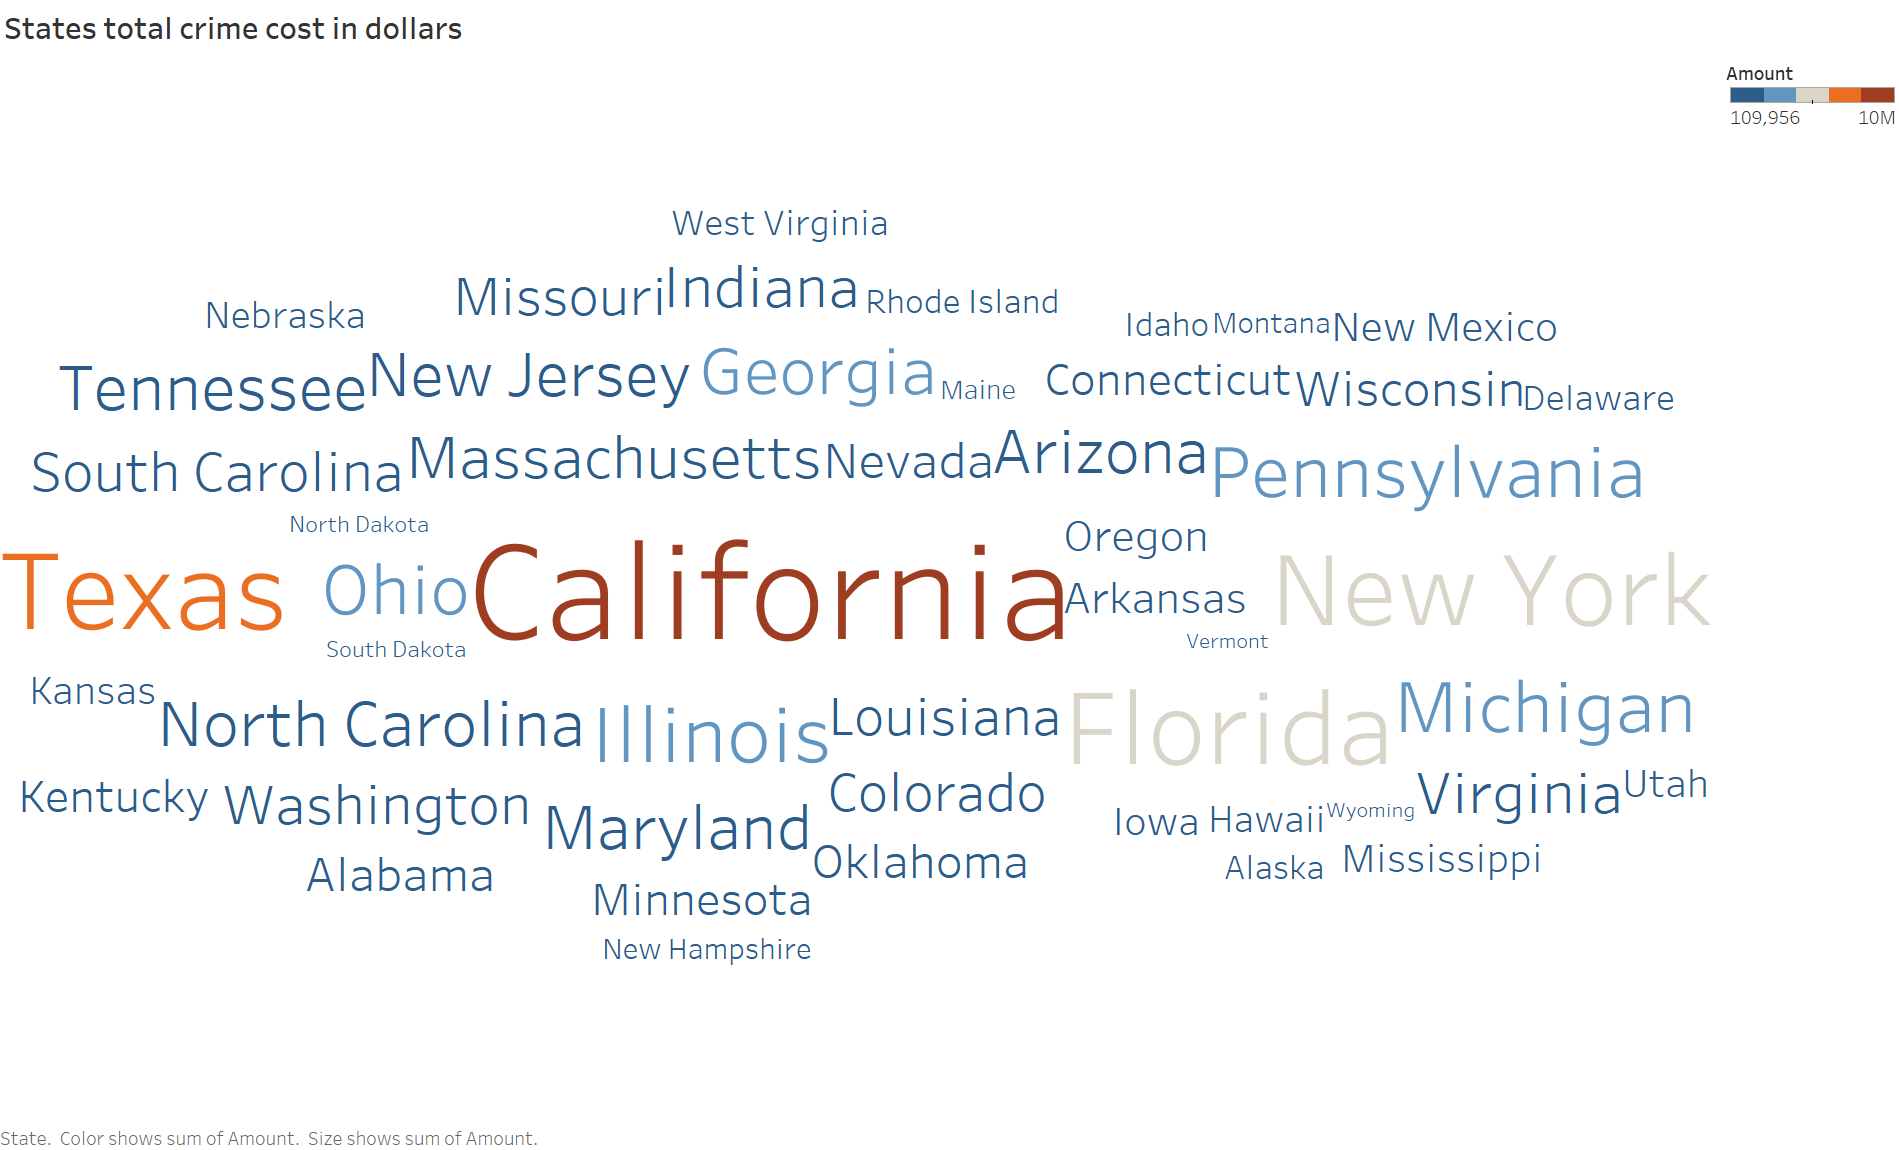 States total crime cost in dollars
Amount
109,956 10M
West Virginia
Missouri Indiana Rhode Island
Nebraska Idaho Montana New Mexico
Tennessee New Jersey Georgia Maine Connecticut Wisconsin Delaware
South Carolina Massachusetts Nevada Arizona Pennsylvania
North Dakota Oregon
Texas Ohio California Arkansas New York
South Dakota Vermont
Kansas North Carolina Illinois Louisiana Florida Michigan
Kentucky Washington Maryland Colorado Iowa Hawaii Wyoming Virginia Utah
Alabama Oklahoma Alaska Mississippi
Minnesota
New Hampshire
State. Color shows sum of Amount. Size shows sum of Amount.